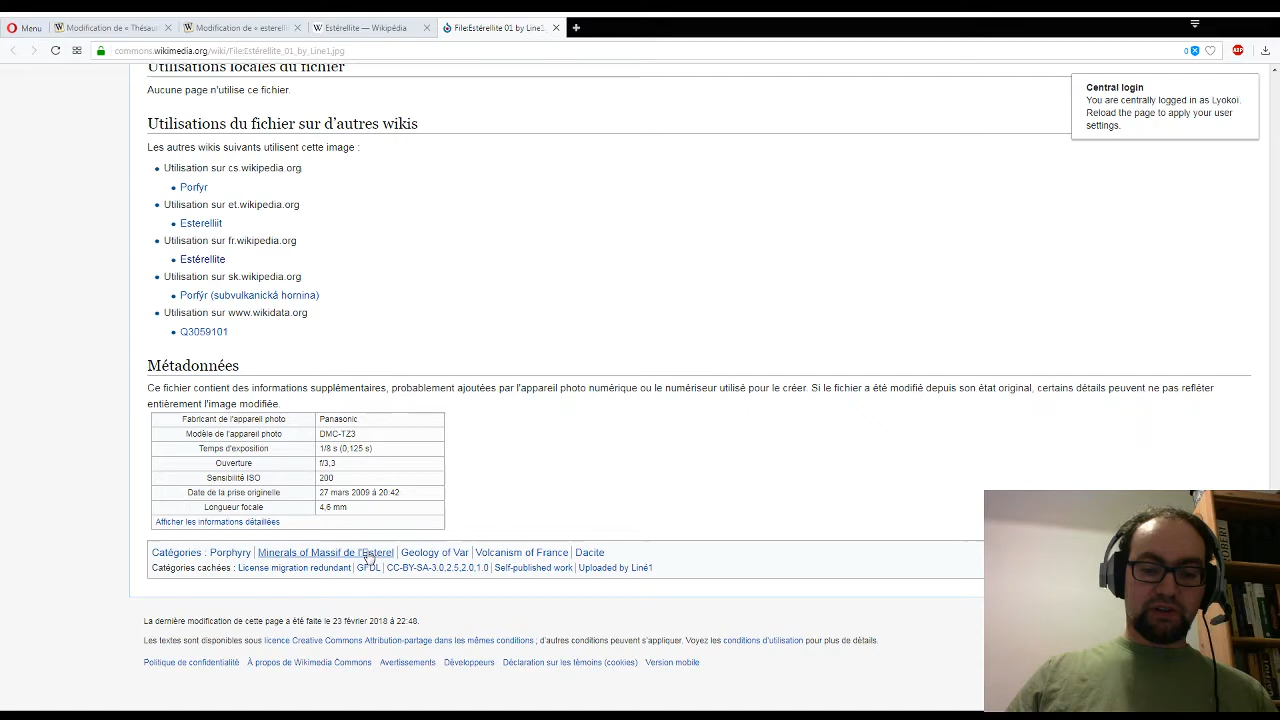 Menu
Modification de « Thésau
Modification de « esterell
Estérellite — Wikipédia
File:Estérellite 01 by Line1
commons.wikimedia.org/wiki/File:Estérellite_01_by_Line1.jpg
0
ABP
Utilisations locales du fichier
Aucune page n'utilise ce fichier.
Central login
You are centrally logged in as Lyokoï.
Reload the page to apply your user
settings.
Utilisations du fichier sur d'autres wikis
Les autres wikis suivants utilisent cette image :
Utilisation sur cs.wikipedia.org
Porfyr
Utilisation sur et.wikipedia.org
Esterelliit
Utilisation sur fr.wikipedia.org
Estérellite
Utilisation sur sk.wikipedia.org
Porfýr (subvulkanická hornina)
Utilisation sur www.wikidata.org
Q3059101
Métadonnées
Ce fichier contient des informations supplémentaires, probablement ajoutées par l'appareil photo numérique ou le numériseur utilisé pour le créer. Si le fichier a été modifié depuis son état original, certains détails peuvent ne pas refléter
entièrement l'image modifiée.
Fabricant de l'appareil photo Panasonic
Modèle de l'appareil photo DMC-TZ3
Temps d'exposition 1/8 s (0,125 s)
Ouverture f/3,3
Sensibilité ISO 200
Date de la prise originelle 27 mars 2009 à 20:42
Longueur focale 4,6 mm
Afficher les informations détaillées
Catégories : Porphyry | Minerals of Massif de l'Esterel | Geology of Var | Volcanism of France | Dacite
Catégories cachées : License migration redundant | GFDL | CC-BY-SA-3.0,2.5,2.0,1.0 | Self-published work | Uploaded by Liné1
La dernière modification de cette page a été faite le 23 février 2018 à 22:48.
Les textes sont disponibles sous licence Creative Commons Attribution-partage dans les mêmes conditions ; d'autres conditions peuvent s'appliquer. Voyez les conditions d'utilisation pour plus de détails.
Politique de confidentialité À propos de Wikimedia Commons Avertissements Développeurs Déclaration sur les témoins (cookies) Version mobile